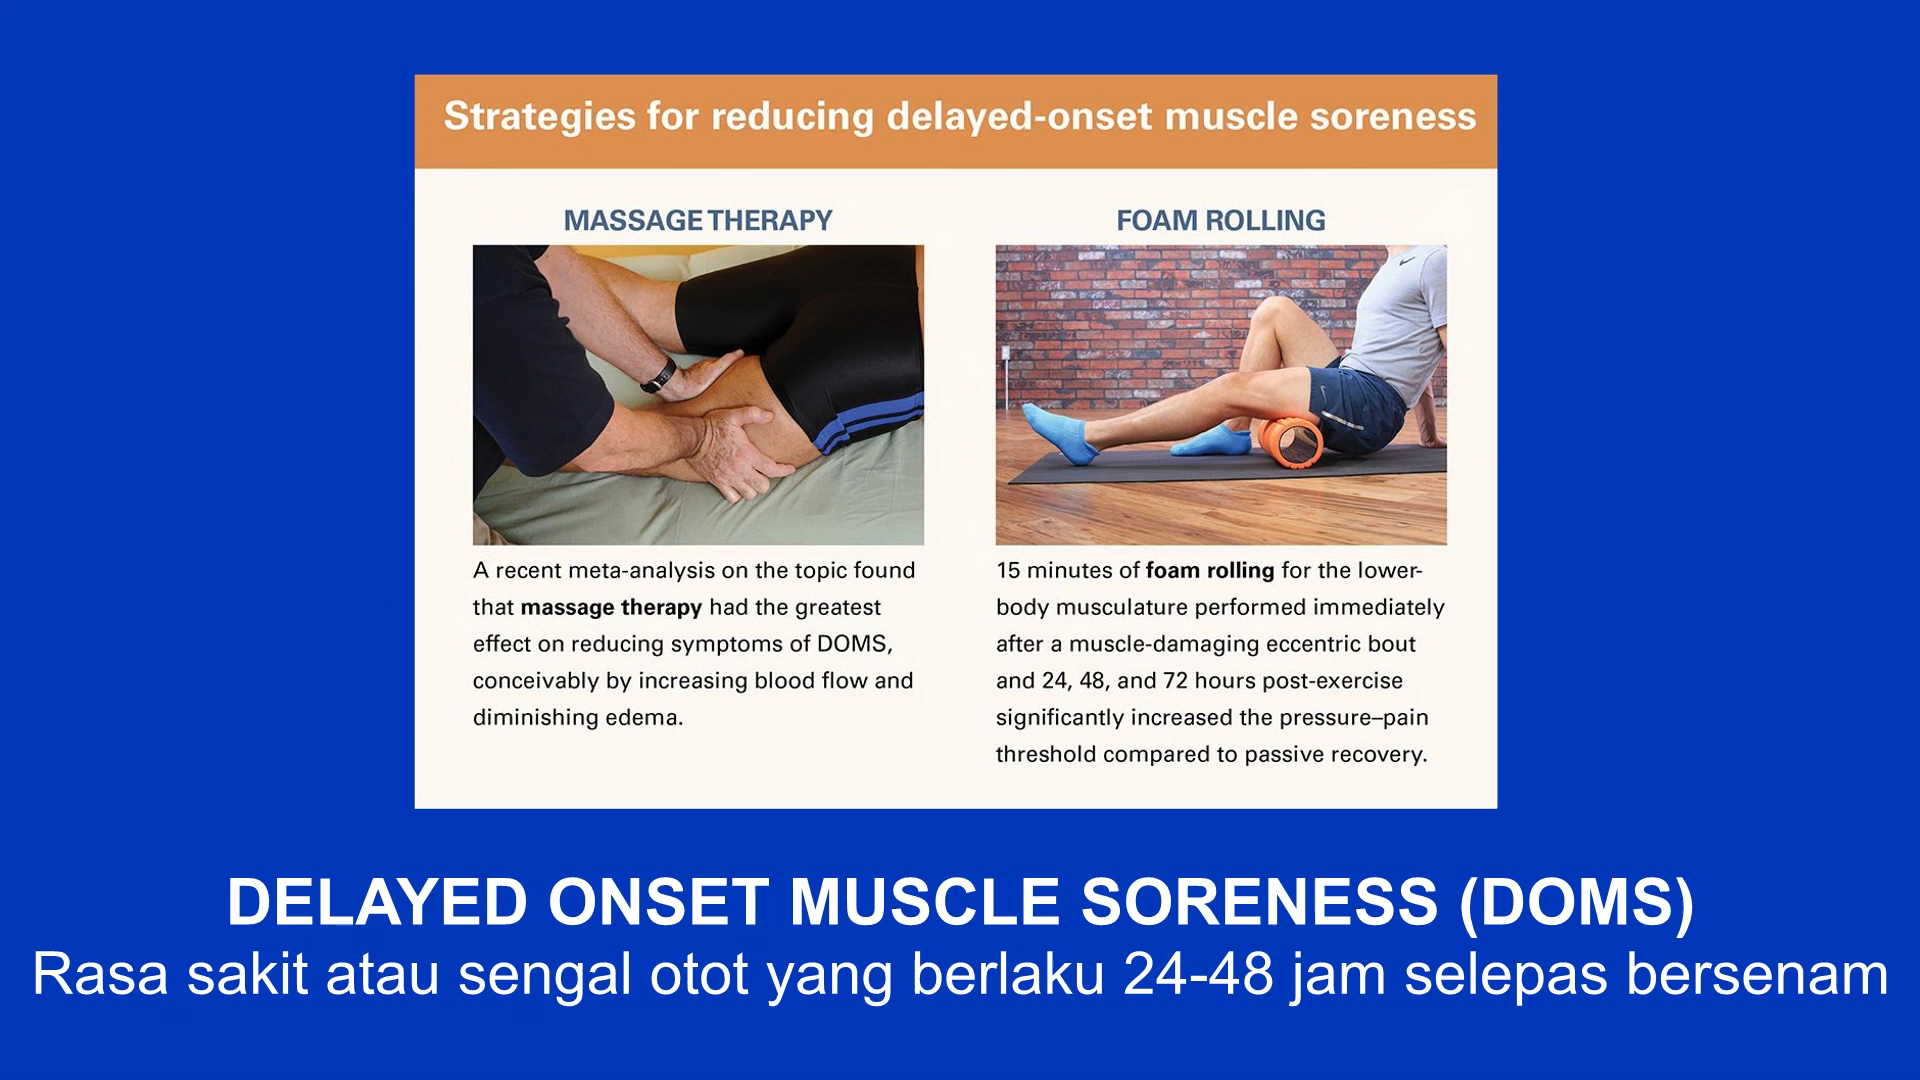 Strategies for reducing delayed-onset muscle soreness
MASSAGE THERAPY
A recent meta-analysis on the topic found
that massage therapy had the greatest
effect on reducing symptoms of DOMS,
conceivably by increasing blood flow and
diminishing edema.
FOAM ROLLING
15 minutes of foam rolling for the lower-
body musculature performed immediately
after a muscle-damaging eccentric bout
and 24, 48, and 72 hours post-exercise
significantly increased the pressure–pain
threshold compared to passive recovery.
DELAYED ONSET MUSCLE SORENESS (DOMS)
Rasa sakit atau sengal otot yang berlaku 24-48 jam selepas bersenam